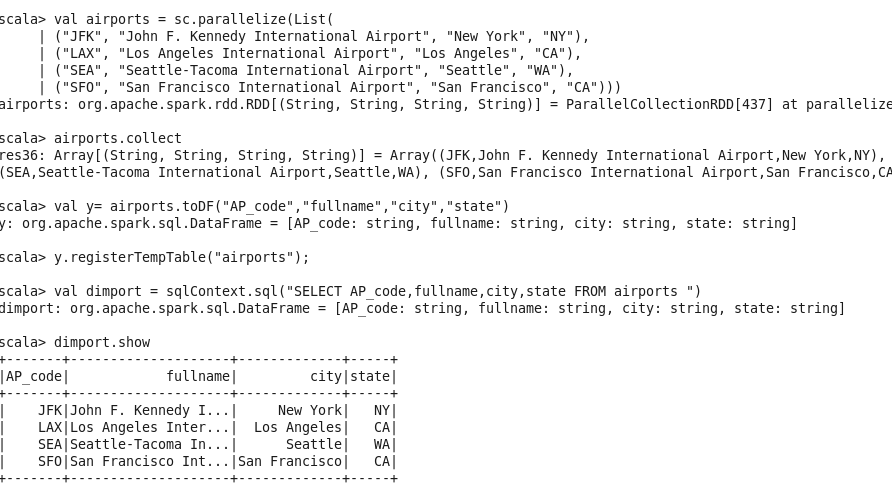 scala> val airports = sc.parallelize(List(
     | ("JFK", "John F. Kennedy International Airport", "New York", "NY"),
     | ("LAX", "Los Angeles International Airport", "Los Angeles", "CA"),
     | ("SEA", "Seattle-Tacoma International Airport", "Seattle", "WA"),
     | ("SFO", "San Francisco International Airport", "San Francisco", "CA")))
airports: org.apache.spark.rdd.RDD[(String, String, String, String)] = ParallelCollectionRDD[437] at parallelize
scala> airports.collect
res36: Array[(String, String, String, String)] = Array((JFK,John F. Kennedy International Airport,New York,NY),
(SEA,Seattle-Tacoma International Airport,Seattle,WA), (SFO,San Francisco International Airport,San Francisco,CA
scala> val y= airports.toDF("AP_code","fullname","city","state")
y: org.apache.spark.sql.DataFrame = [AP_code: string, fullname: string, city: string, state: string]
scala> y.registerTempTable("airports");
scala> val dimport = sqlContext.sql("SELECT AP_code,fullname,city,state FROM airports ")
dimport: org.apache.spark.sql.DataFrame = [AP_code: string, fullname: string, city: string, state: string]
scala> dimport.show
+-------+--------------------+-------------+-----+
|AP_code|            fullname|         city|state|
+-------+--------------------+-------------+-----+
|    JFK|John F. Kennedy I...|     New York|   NY|
|    LAX|Los Angeles Inter...|  Los Angeles|   CA|
|    SEA|Seattle-Tacoma In...|      Seattle|   WA|
|    SFO|San Francisco Int...|San Francisco|   CA|
+-------+--------------------+-------------+-----+